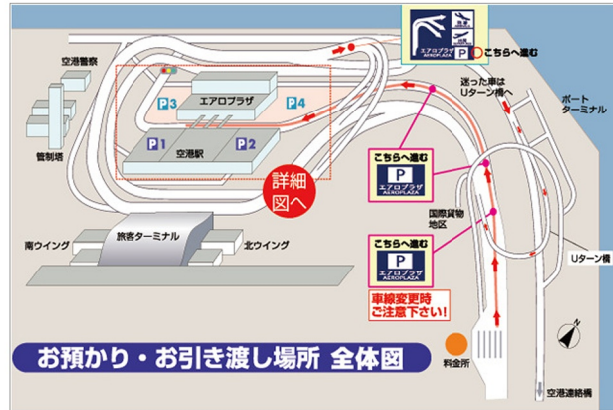 エアロプラザ
AEROPLAZA
P
こちらへ進む
空港警察
迷った車は
Uターン橋へ
ポート
ターミナル
P3
エアロプラザ
P4
管制塔
P1
空港駅
P2
こちらへ進む
P
エアロプラザ
AEROPLAZA
詳細
図へ
国際貨物
地区
南ウイング
旅客ターミナル
北ウイング
こちらへ進む
P
エアロプラザ
AEROPLAZA
Uターン橋
車線変更時
ご注意下さい!
N
お預かり・お引き渡し場所 全体図
料金所
空港連絡橋